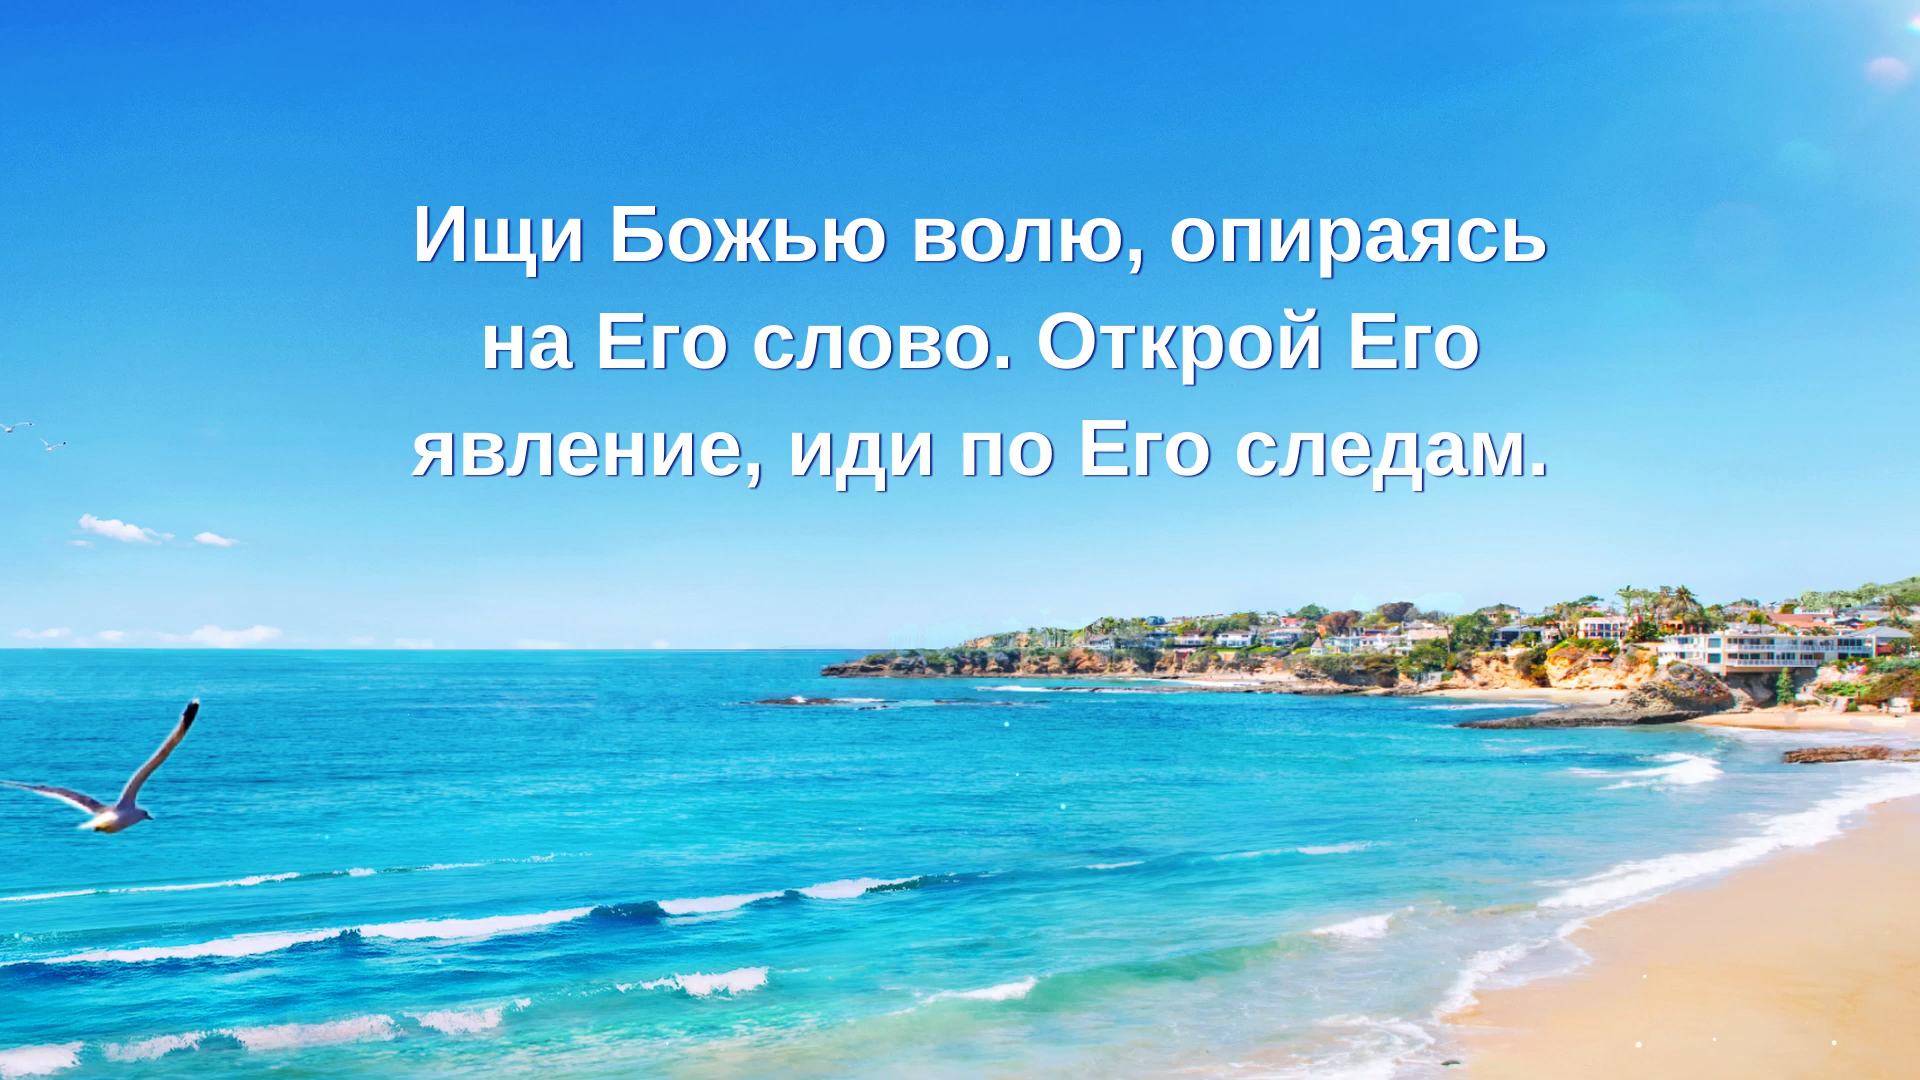 Ищи Божью волю, опираясь
на Его слово. Открой Его
явление, иди по Его следам.